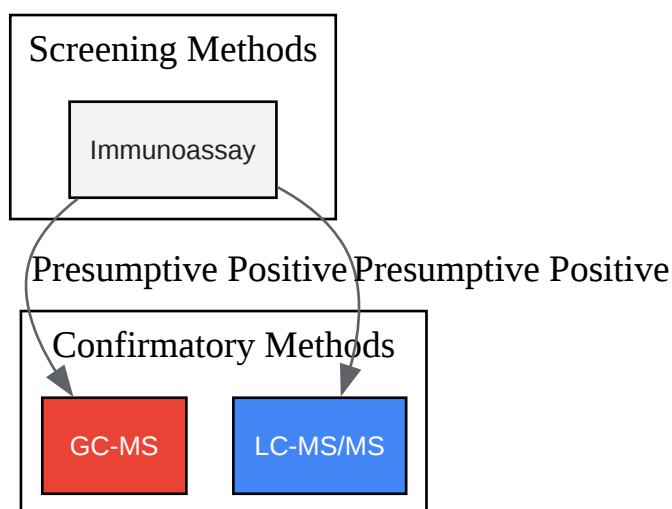 Screening Methods
Immunoassay
Presumptive Positive Presumptive Positive
Confirmatory Methods
GC-MS LC-MS/MS